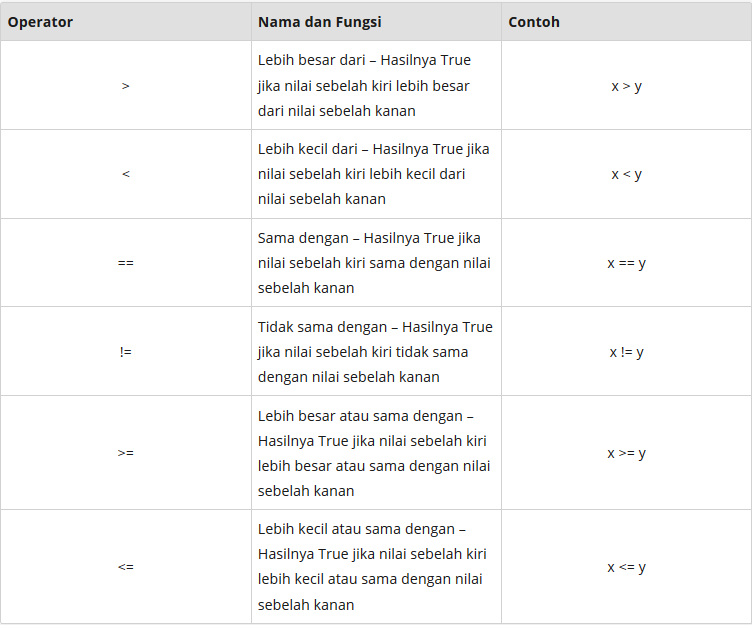 Operator Nama dan Fungsi Contoh
Lebih besar dari – Hasilnya True
> jika nilai sebelah kiri lebih besar x > y
dari nilai sebelah kanan
Lebih kecil dari – Hasilnya True jika
< nilai sebelah kiri lebih kecil dari x < y
nilai sebelah kanan
Sama dengan – Hasilnya True jika
== nilai sebelah kiri sama dengan nilai x == y
sebelah kanan
Tidak sama dengan – Hasilnya True
!= jika nilai sebelah kiri tidak sama x != y
dengan nilai sebelah kanan
Lebih besar atau sama dengan –
Hasilnya True jika nilai sebelah kiri
>= x >= y
lebih besar atau sama dengan nilai
sebelah kanan
Lebih kecil atau sama dengan –
Hasilnya True jika nilai sebelah kiri
<= x <= y
lebih kecil atau sama dengan nilai
sebelah kanan